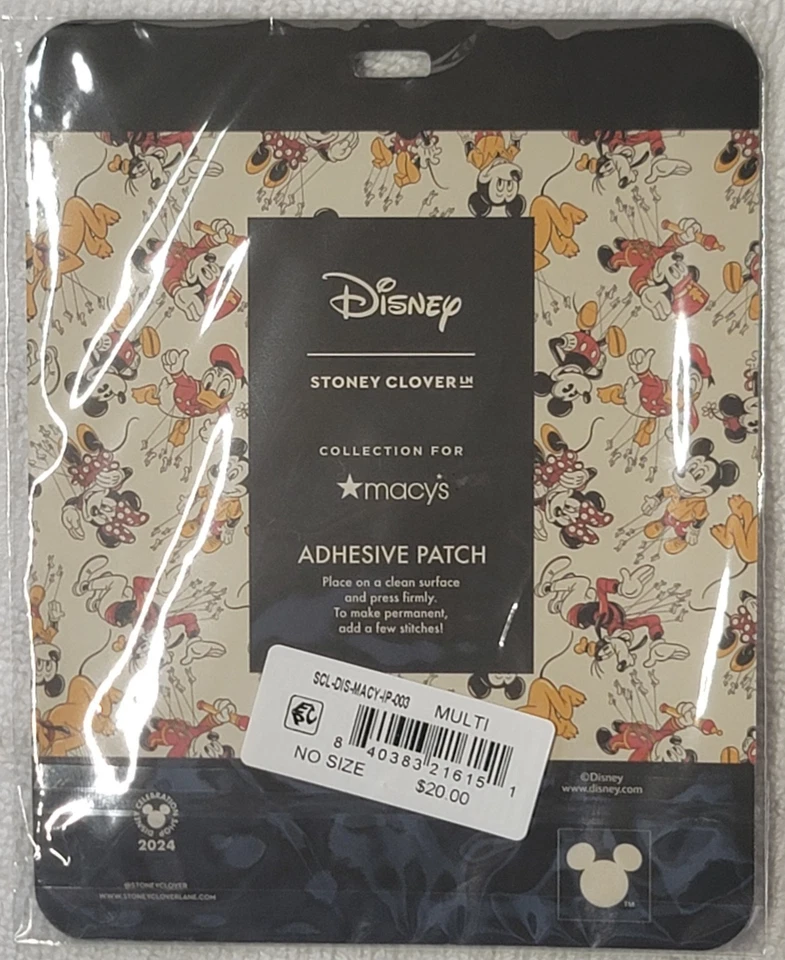 Disney
STONEY CLOVER LN
COLLECTION FOR
macy's
ADHESIVE PATCH
Place on a clean surface
and press firmly.
To make permanent,
add a few stitches!
SCL-DIS-MACY-IP-003
MULTI
8 40383 21615 1
NO SIZE
$20.00
©Disney
www.disney.com
2024
@STONEYCLOVER
WWW.STONEYCLOVERLANE.COM
TM